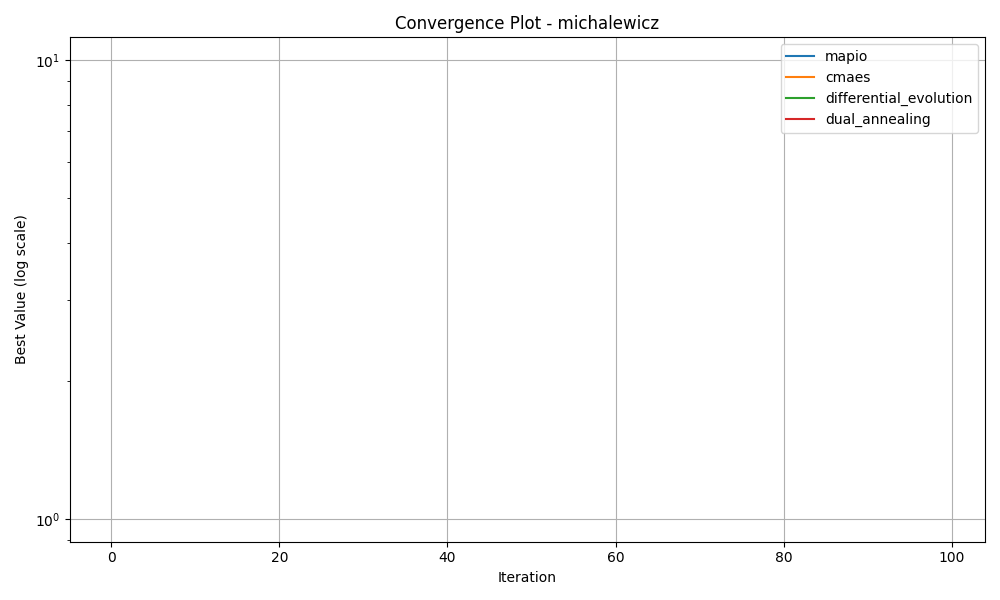 Convergence Plot - michalewicz
mapio
cmaes
differential_evolution
dual_annealing
Best Value (log scale)
10¹
10⁰
0 20 40 60 80 100
Iteration